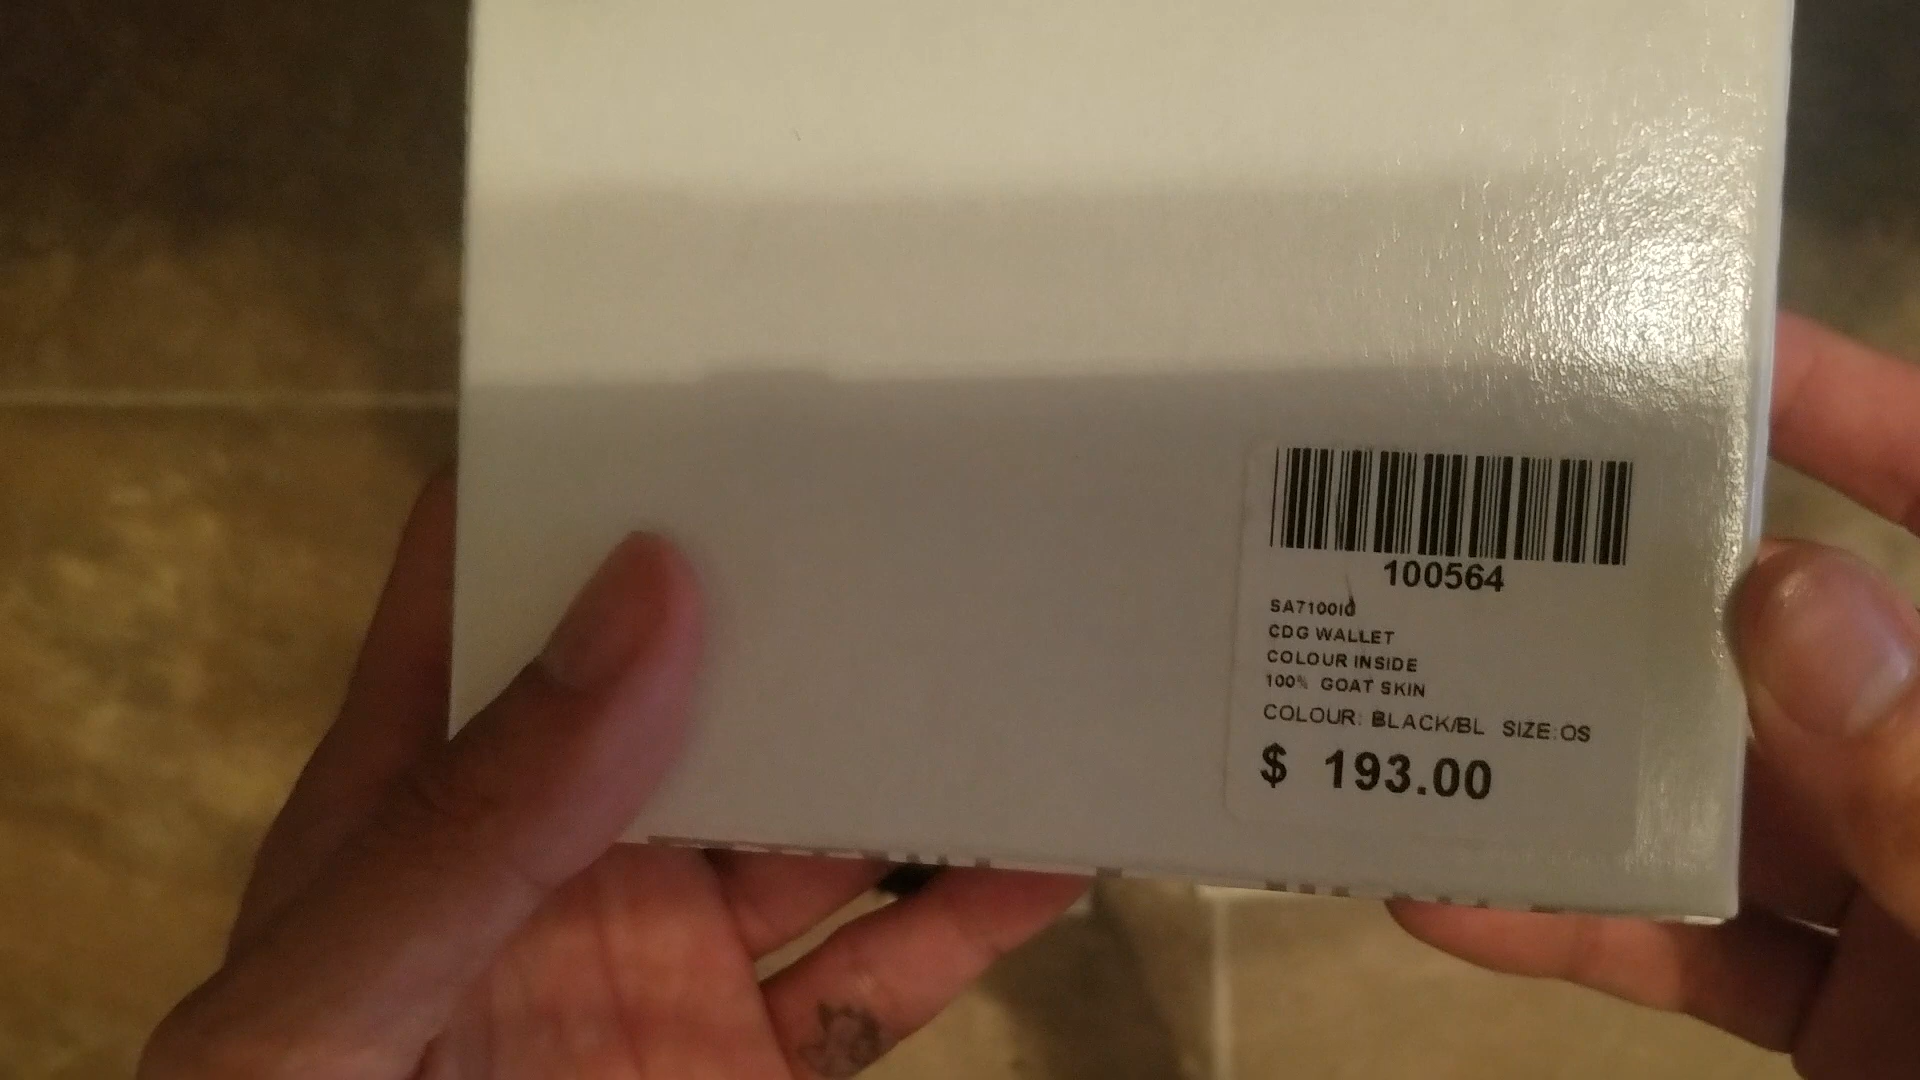 100564
SA7100IC
CDG WALLET
COLOUR INSIDE
100% GOAT SKIN
COLOUR: BLACK/BL SIZE:OS
$ 193.00